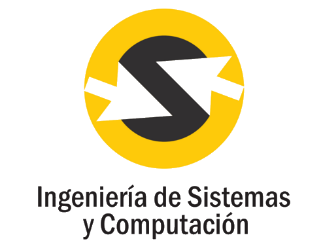 Ingeniería de Sistemas
y Computación